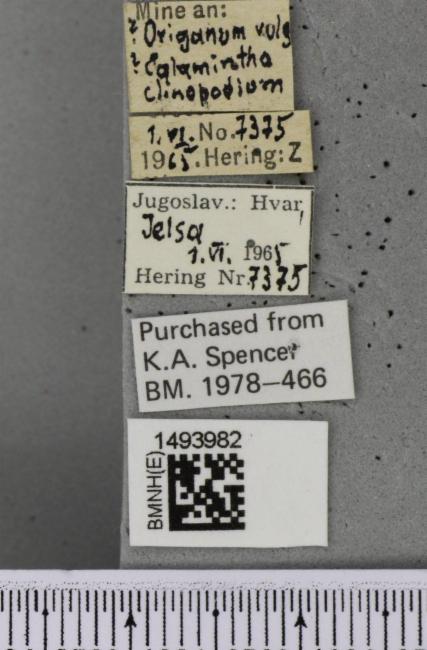 Mine an:
? Origanum vulg
? Calamintha
clinopodium
1. VI. No. 7375
1965. Hering: Z
Jugoslav.: Hvar,
Jelsa
1. VI. 1965
Hering Nr. 7375
Purchased from
K.A. Spencer
BM. 1978–466
1493982
BMNH(E)